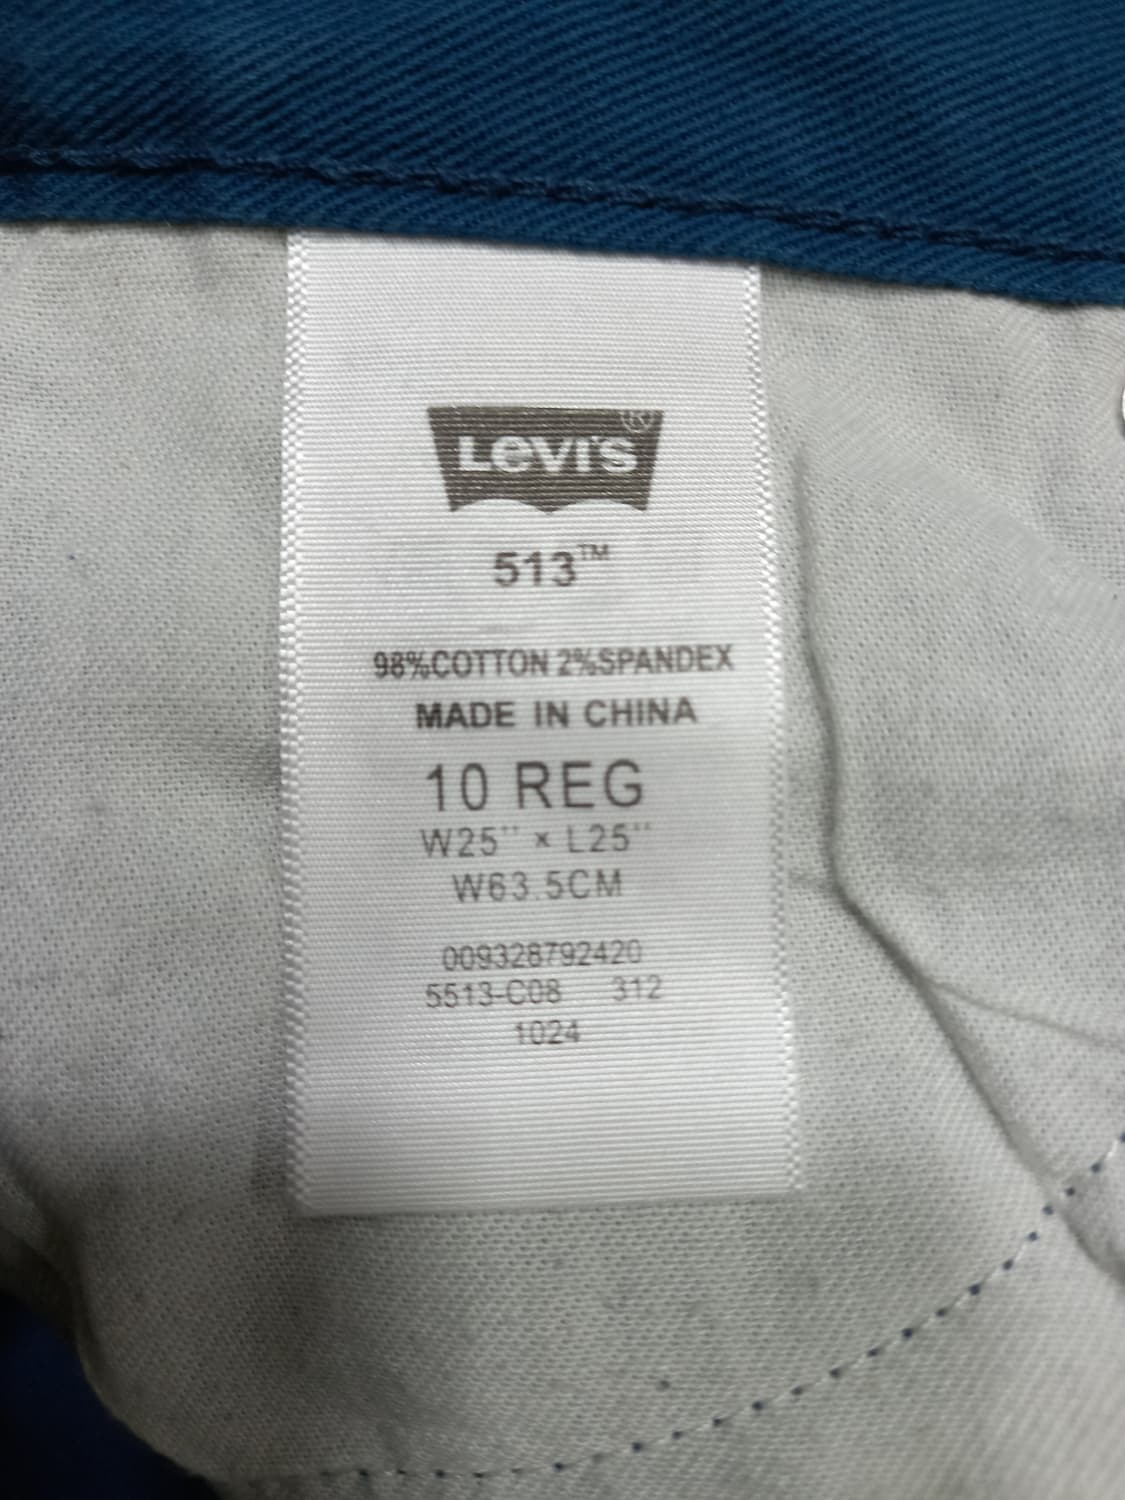 Levi's®
513™
98%COTTON 2%SPANDEX
MADE IN CHINA
10 REG
W25" × L25"
W63.5CM
009328792420
5513-C08 312
1024